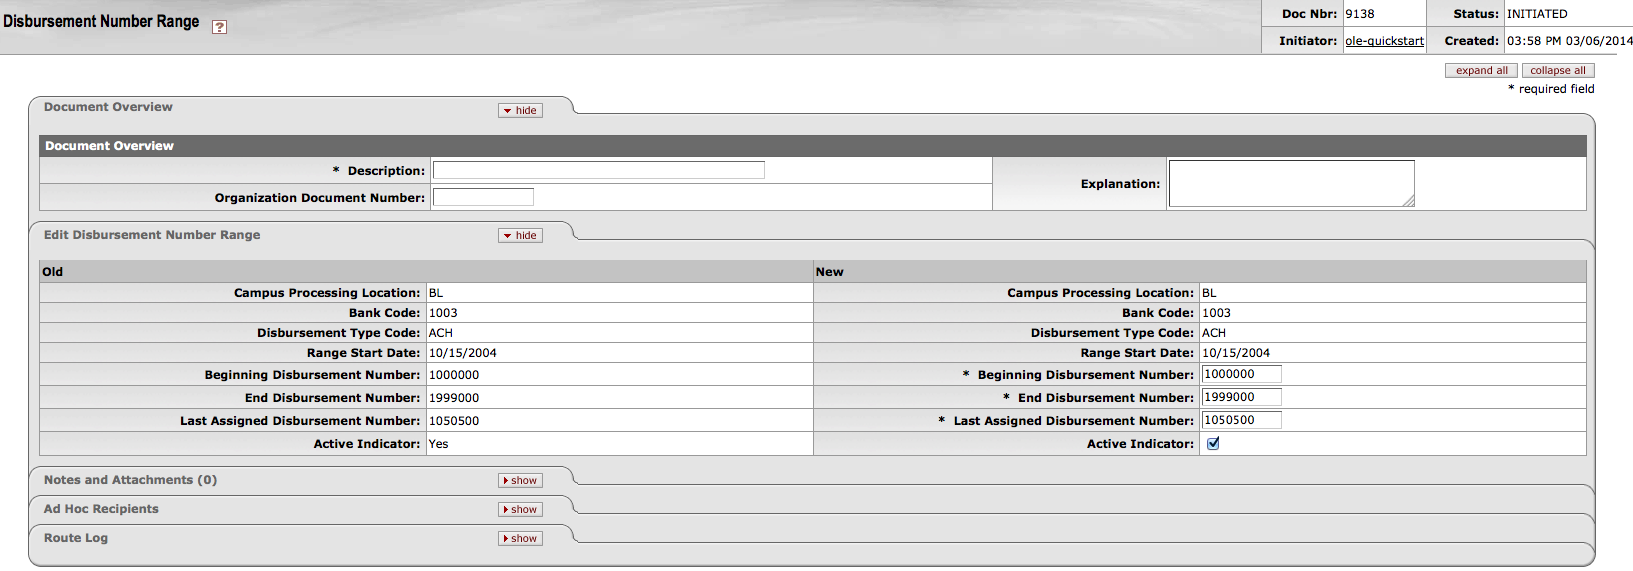 Disbursement Number Range ?
Doc Nbr: 9138 Status: INITIATED
Initiator: ole-quickstart Created: 03:58 PM 03/06/2014
expand all collapse all
* required field
Document Overview hide
Document Overview
* Description:
Explanation:
Organization Document Number:
Edit Disbursement Number Range hide
Old New
Campus Processing Location: BL Campus Processing Location: BL
Bank Code: 1003 Bank Code: 1003
Disbursement Type Code: ACH Disbursement Type Code: ACH
Range Start Date: 10/15/2004 Range Start Date: 10/15/2004
Beginning Disbursement Number: 1000000 * Beginning Disbursement Number: 1000000
End Disbursement Number: 1999000 * End Disbursement Number: 1999000
Last Assigned Disbursement Number: 1050500 * Last Assigned Disbursement Number: 1050500
Active Indicator: Yes Active Indicator:
Notes and Attachments (0) show
Ad Hoc Recipients show
Route Log show